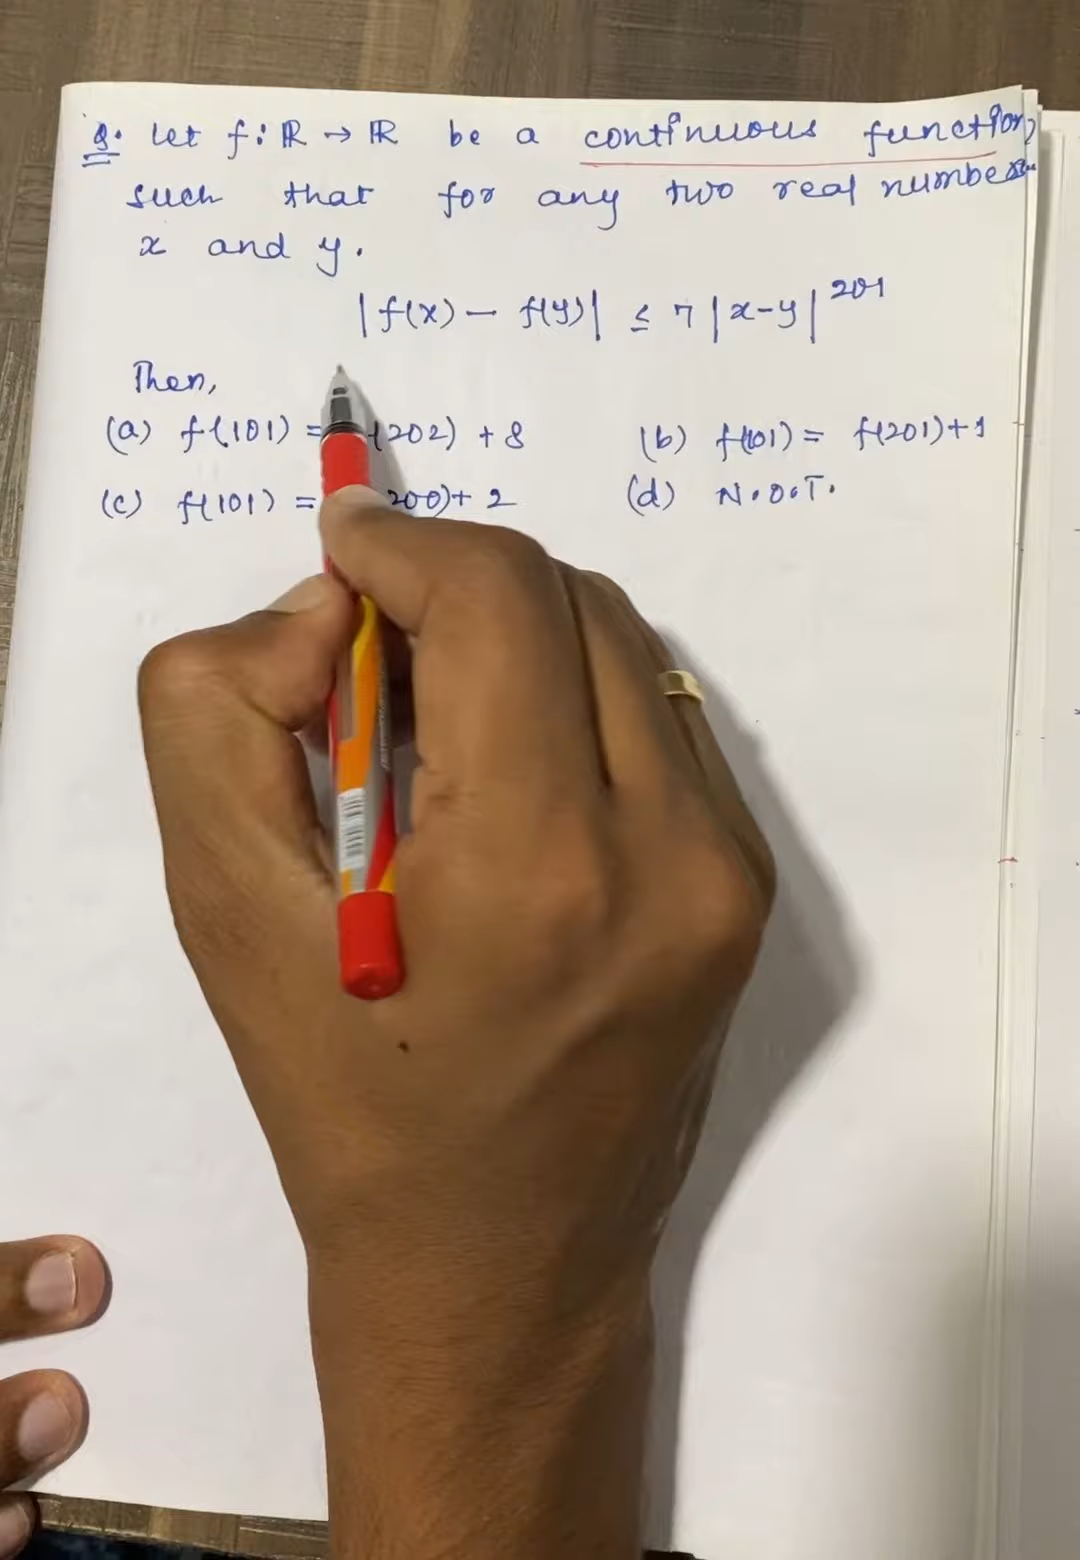 Q. Let f: ℝ → ℝ be a continuous function,
such that for any two real numbers
x and y.
|f(x) - f(y)| ≤ 7 |x-y|^201
Then,
(a) f(101) = (202) + 8 (b) f(101) = f(201)+1
(c) f(101) = 200)+ 2 (d) N.O.T.